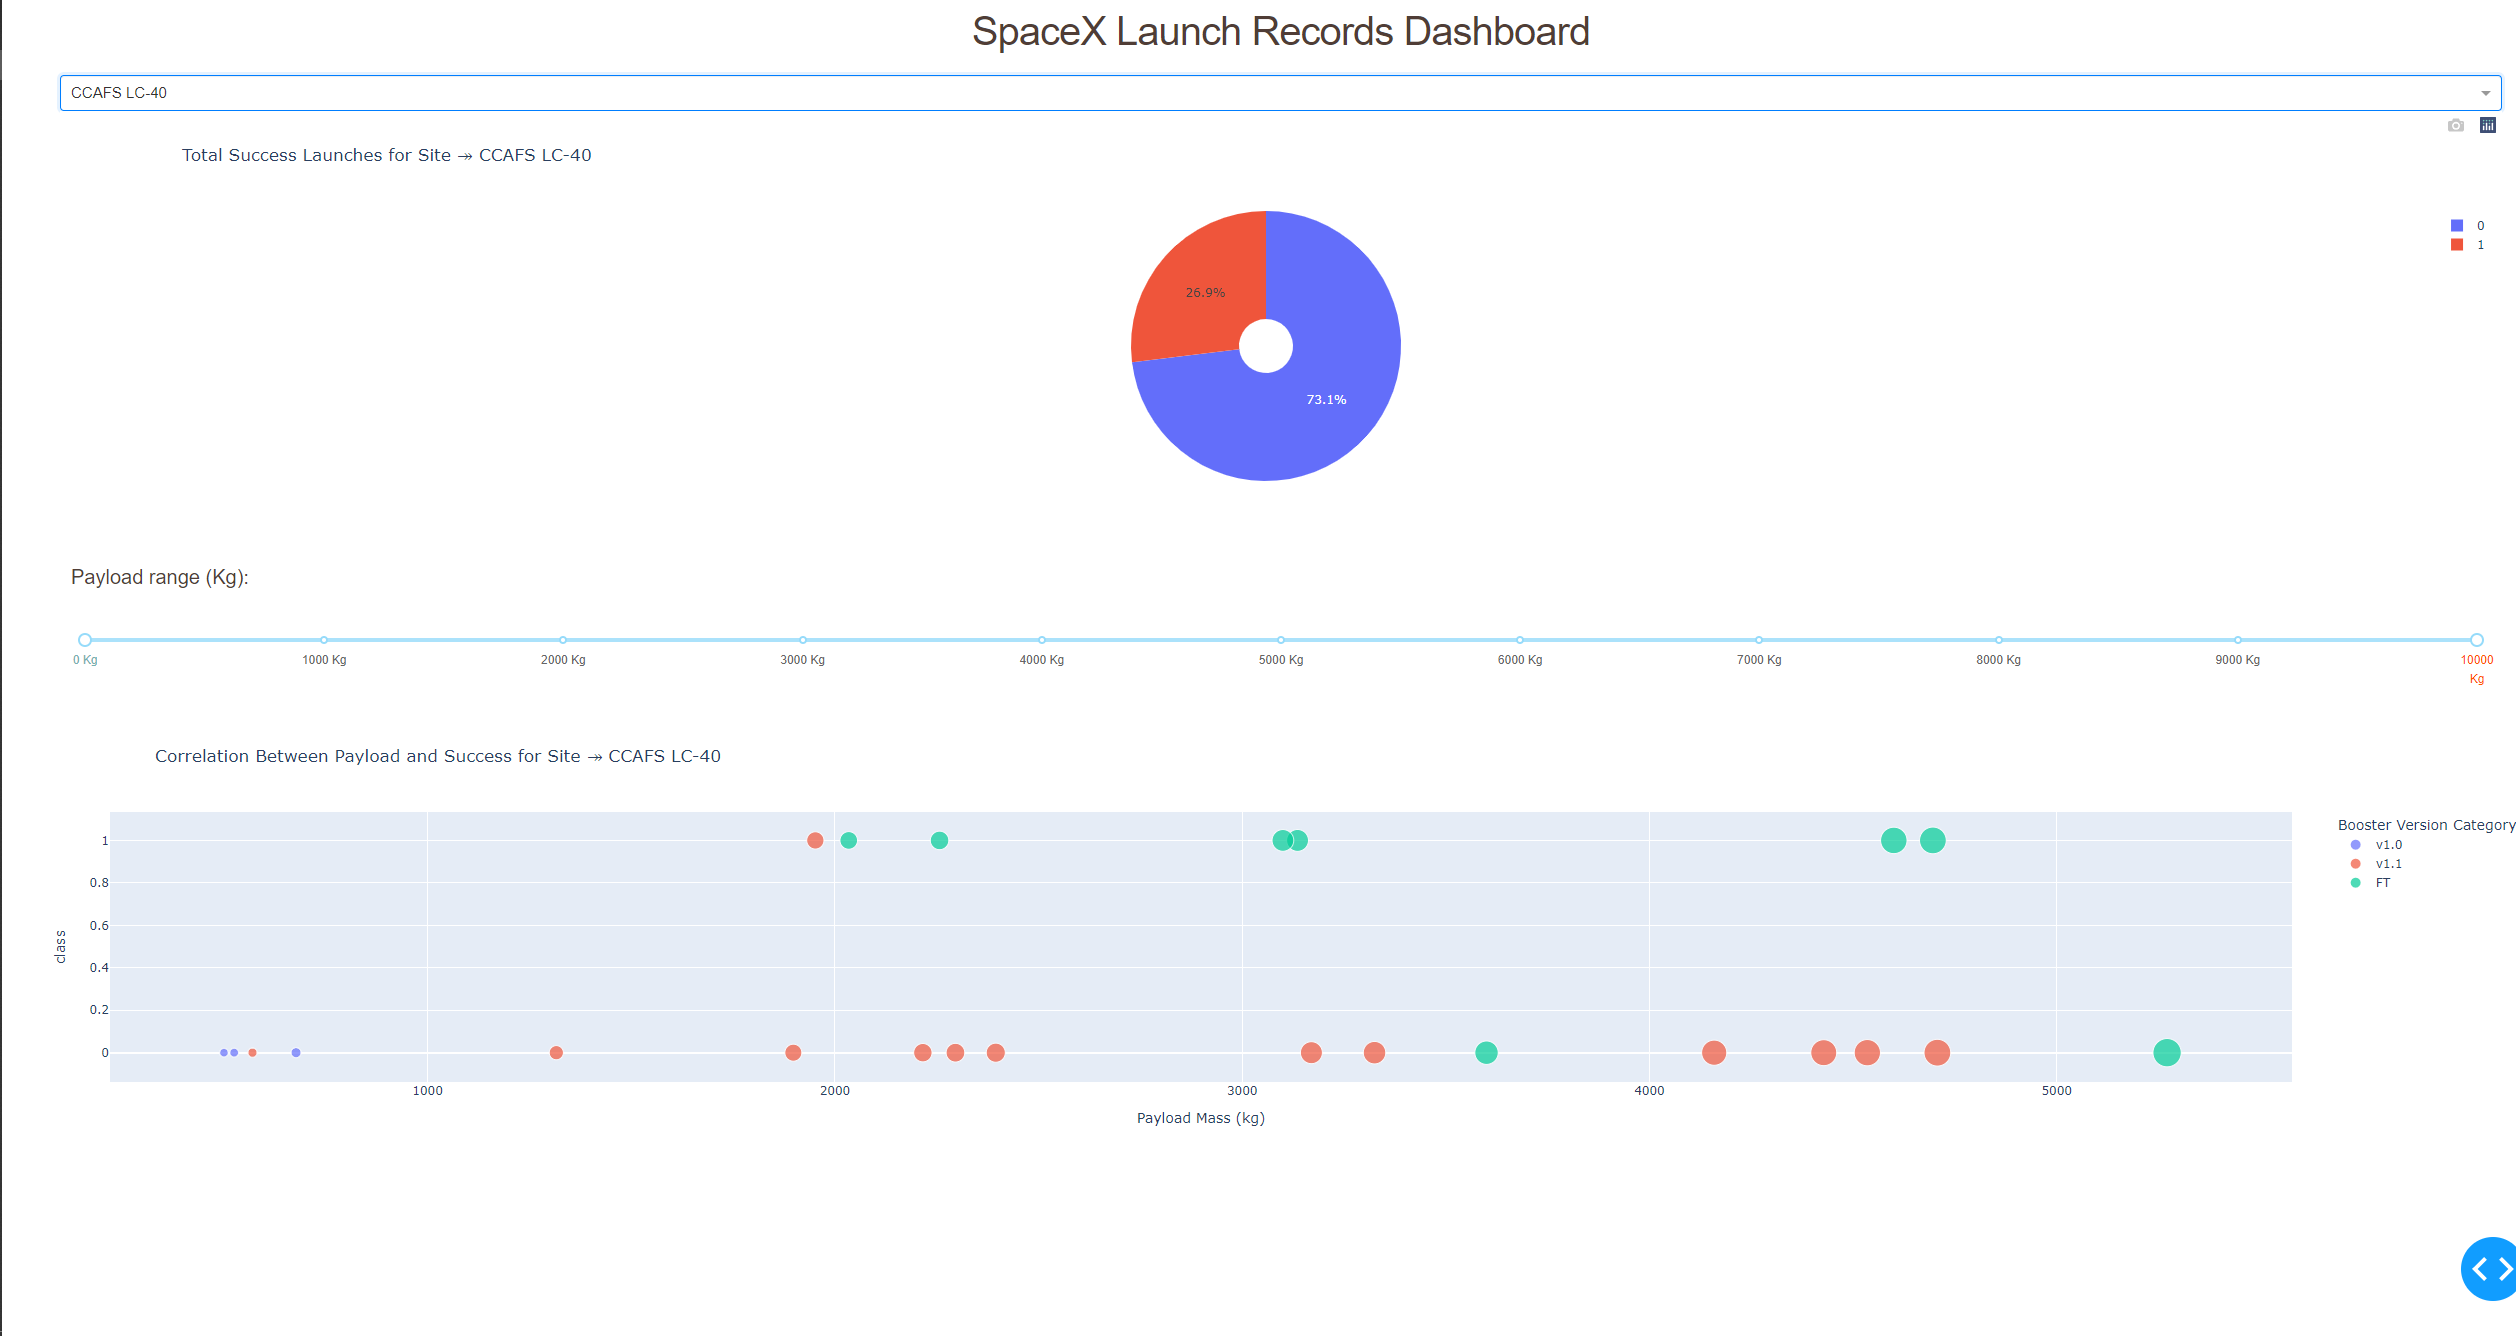 SpaceX Launch Records Dashboard
CCAFS LC-40
Total Success Launches for Site ↠ CCAFS LC-40
0
1
26.9%
73.1%
Payload range (Kg):
0 Kg
1000 Kg
2000 Kg
3000 Kg
4000 Kg
5000 Kg
6000 Kg
7000 Kg
8000 Kg
9000 Kg
10000
Kg
Correlation Between Payload and Success for Site ↠ CCAFS LC-40
Booster Version Category
v1.0
v1.1
FT
class
1
0.8
0.6
0.4
0.2
0
1000
2000
3000
4000
5000
Payload Mass (kg)